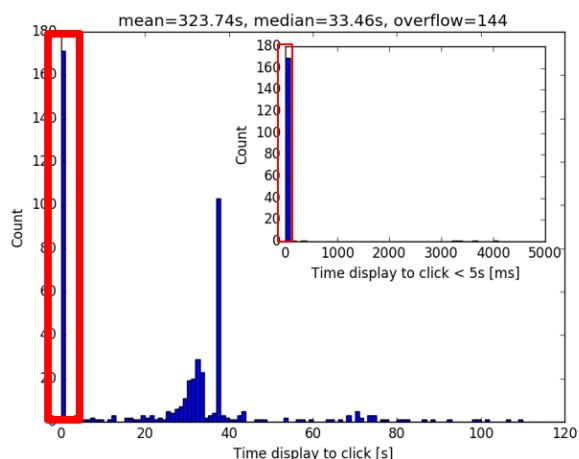 mean=323.74s, median=33.46s, overflow=144
180
160
140
120
100
80
60
40
20
0
Count
0 20 40 60 80 100 120
Time display to click [s]
180
160
140
120
100
80
60
40
20
0
Count
0 1000 2000 3000 4000 5000
Time display to click < 5s [ms]